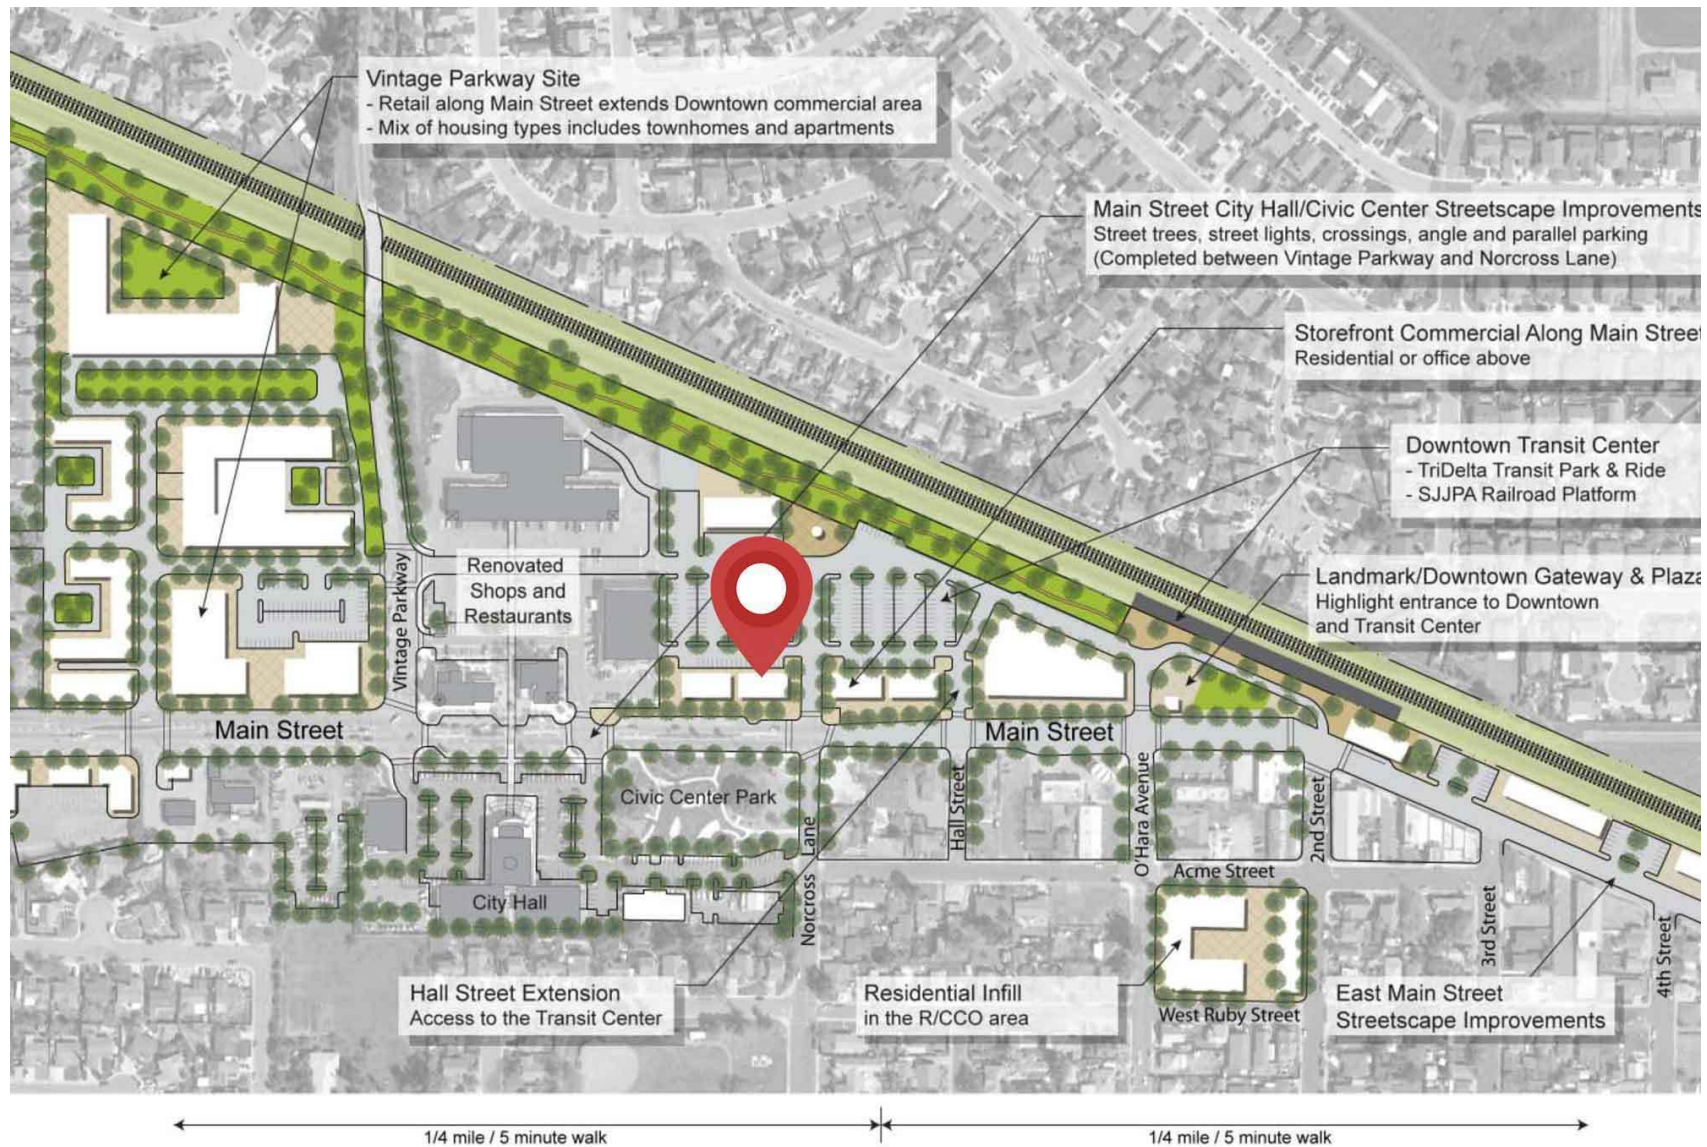 Vintage Parkway Site
- Retail along Main Street extends Downtown commercial area
- Mix of housing types includes townhomes and apartments
Main Street City Hall/Civic Center Streetscape Improvements
Street trees, street lights, crossings, angle and parallel parking
(Completed between Vintage Parkway and Norcross Lane)
Storefront Commercial Along Main Street
Residential or office above
Downtown Transit Center
- TriDelta Transit Park & Ride
- SJJPA Railroad Platform
Landmark/Downtown Gateway & Plaza
Highlight entrance to Downtown
and Transit Center
Renovated
Shops and
Restaurants
Vintage Parkway
Main Street
Main Street
Civic Center Park
City Hall
Norcross Lane
Hall Street
O'Hara Avenue
2nd Street
Acme Street
3rd Street
4th Street
West Ruby Street
Hall Street Extension
Access to the Transit Center
Residential Infill
in the R/CCO area
East Main Street
Streetscape Improvements
1/4 mile / 5 minute walk
1/4 mile / 5 minute walk